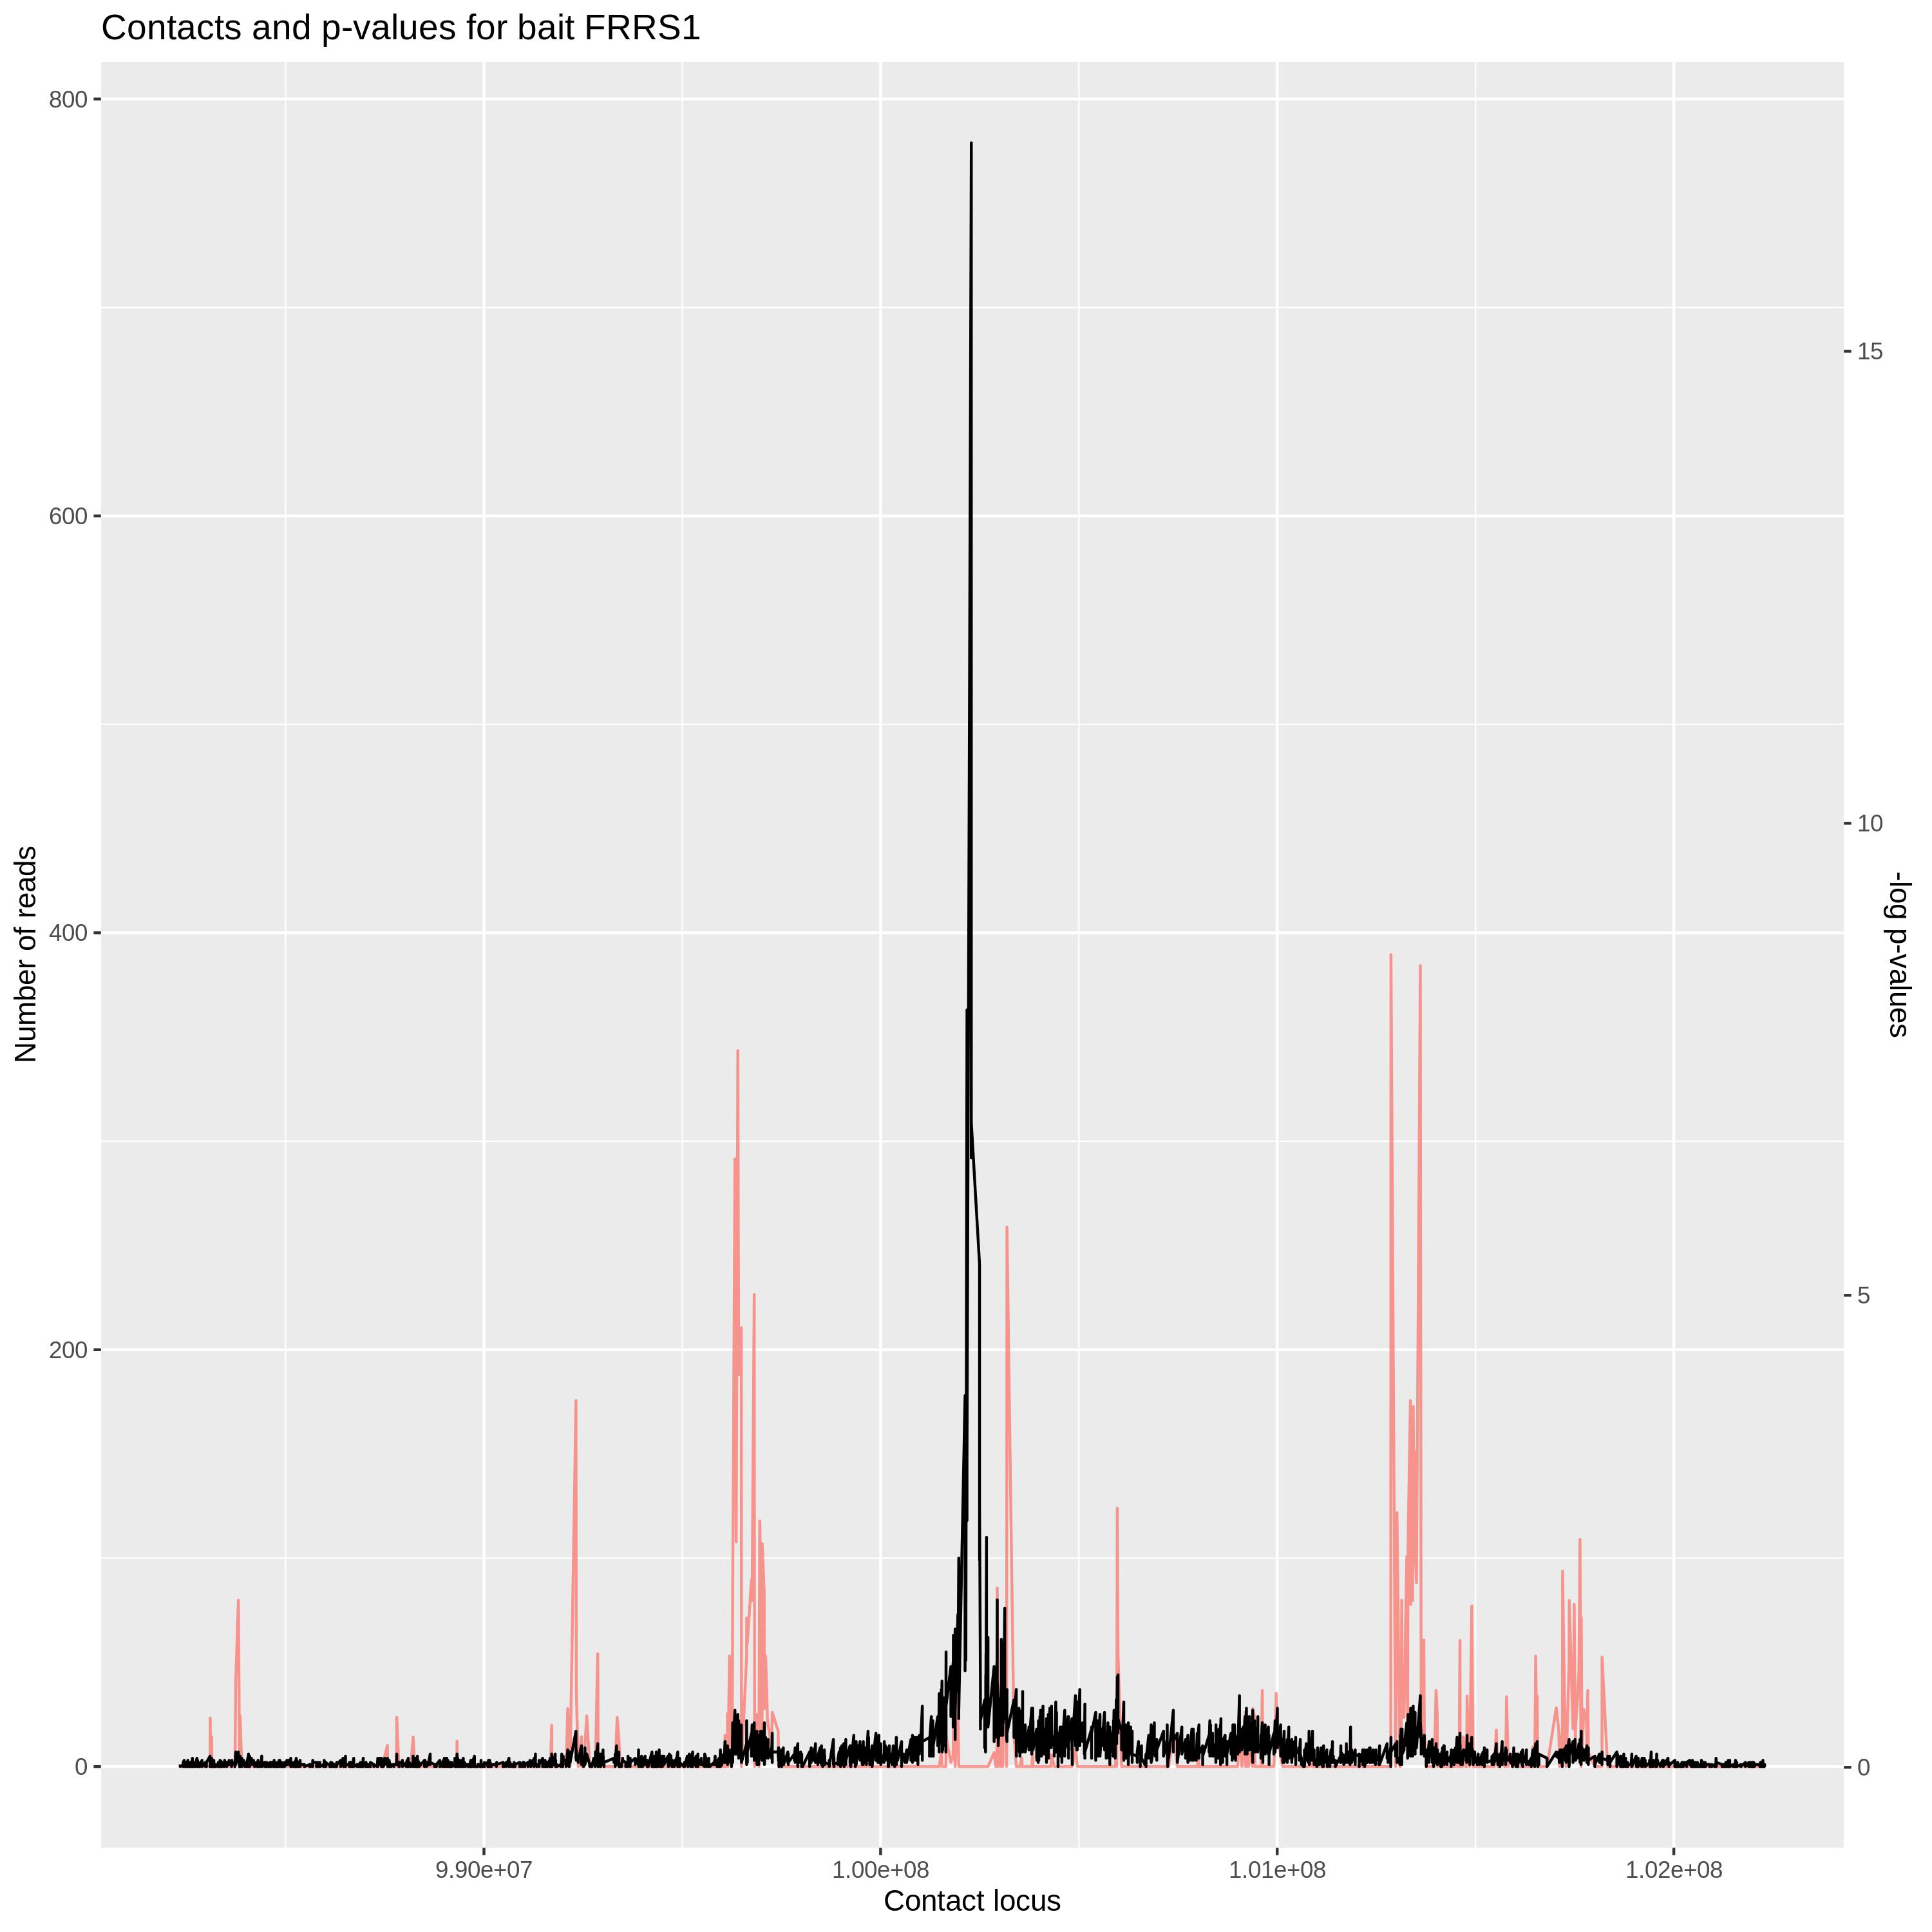 Contacts and p-values for bait FRRS1
800
600
400
200
0
Number of reads
15
10
5
0
-log p-values
9.90e+07
1.00e+08
1.01e+08
1.02e+08
Contact locus